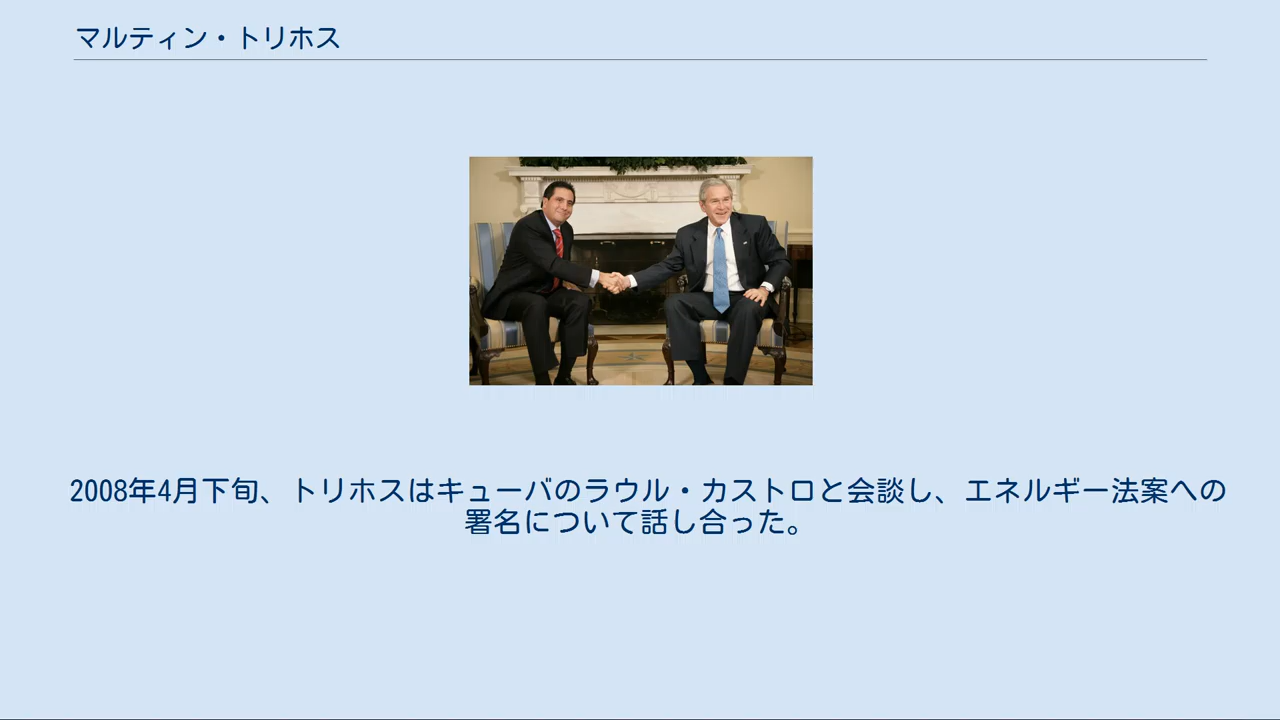 マルティン・トリホス
2008年4月下旬、トリホスはキューバのラウル・カストロと会談し、エネルギー法案への
署名について話し合った。